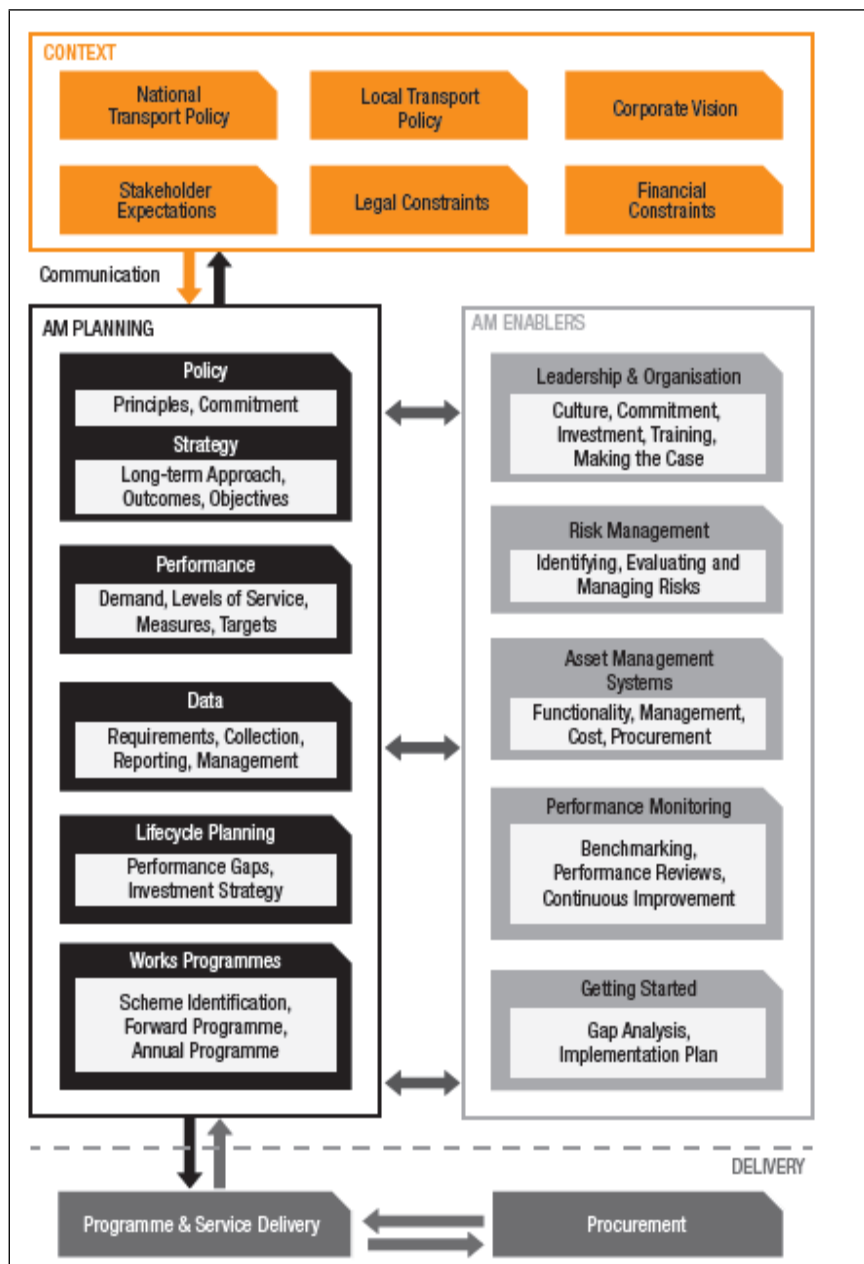 CONTEXT
National
Transport Policy
Local Transport
Policy
Corporate Vision
Stakeholder
Expectations
Legal Constraints
Financial
Constraints
Communication
AM PLANNING
Policy
Principles, Commitment
Strategy
Long-term Approach,
Outcomes, Objectives
Performance
Demand, Levels of Service,
Measures, Targets
Data
Requirements, Collection,
Reporting, Management
Lifecycle Planning
Performance Gaps,
Investment Strategy
Works Programmes
Scheme Identification,
Forward Programme,
Annual Programme
AM ENABLERS
Leadership & Organisation
Culture, Commitment,
Investment, Training,
Making the Case
Risk Management
Identifying, Evaluating and
Managing Risks
Asset Management
Systems
Functionality, Management,
Cost, Procurement
Performance Monitoring
Benchmarking,
Performance Reviews,
Continuous Improvement
Getting Started
Gap Analysis,
Implementation Plan
DELIVERY
Programme & Service Delivery
Procurement